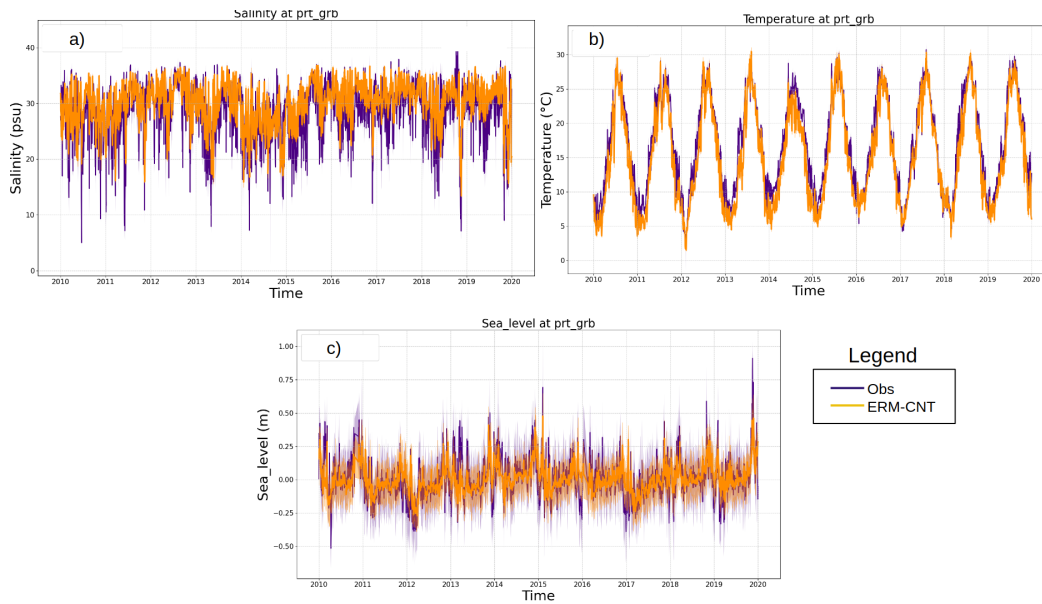 Salinity at prt_grb
a)
40
30
20
10
0
Salinity (psu)
2010 2011 2012 2013 2014 2015 2016 2017 2018 2019 2020
Time
Temperature at prt_grb
b)
30
25
20
15
10
5
0
Temperature (°C)
2010 2011 2012 2013 2014 2015 2016 2017 2018 2019 2020
Time
Sea_level at prt_grb
c)
1.00
0.75
0.50
0.25
0.00
−0.25
−0.50
Sea_level (m)
2010 2011 2012 2013 2014 2015 2016 2017 2018 2019 2020
Time
Legend
Obs
ERM-CNT